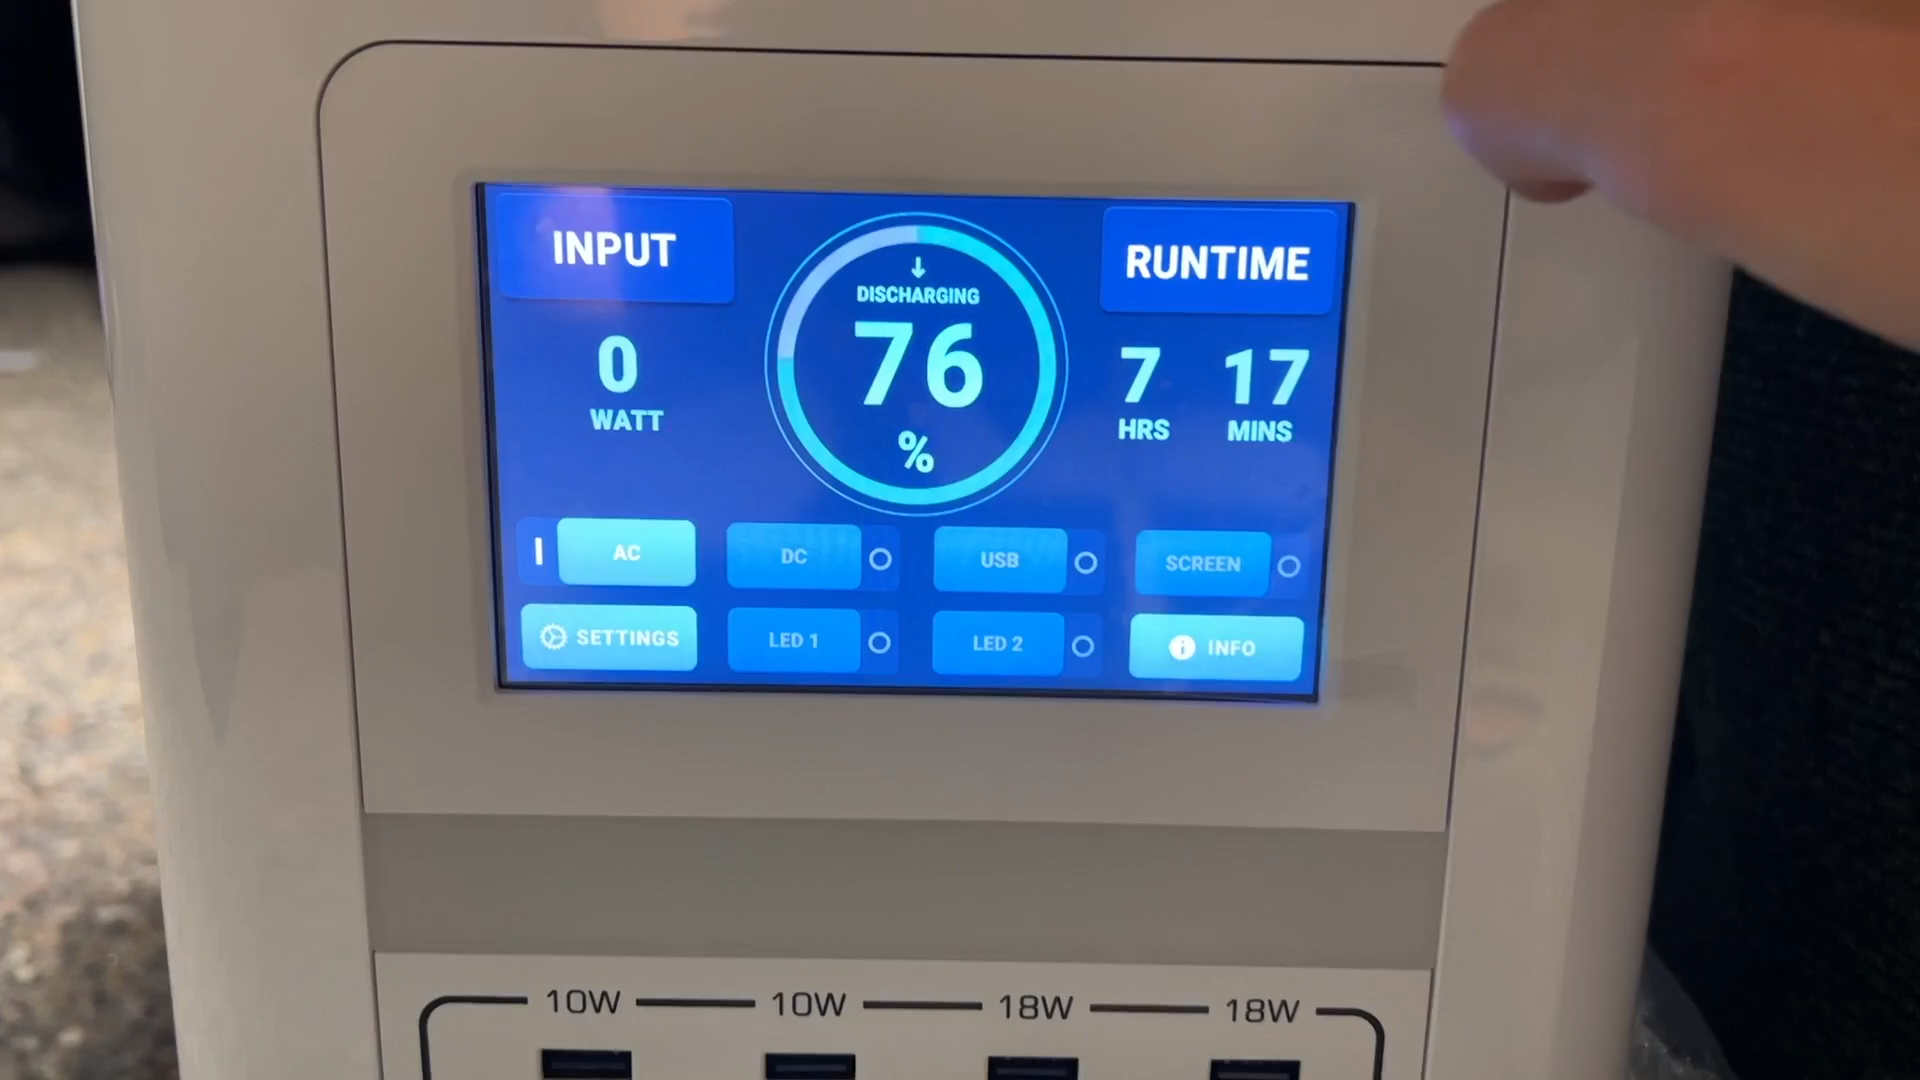 INPUT
0
WATT
DISCHARGING
76
%
RUNTIME
7 17
HRS MINS
AC
DC
USB
SCREEN
SETTINGS
LED 1
LED 2
INFO
10W 10W 18W 18W